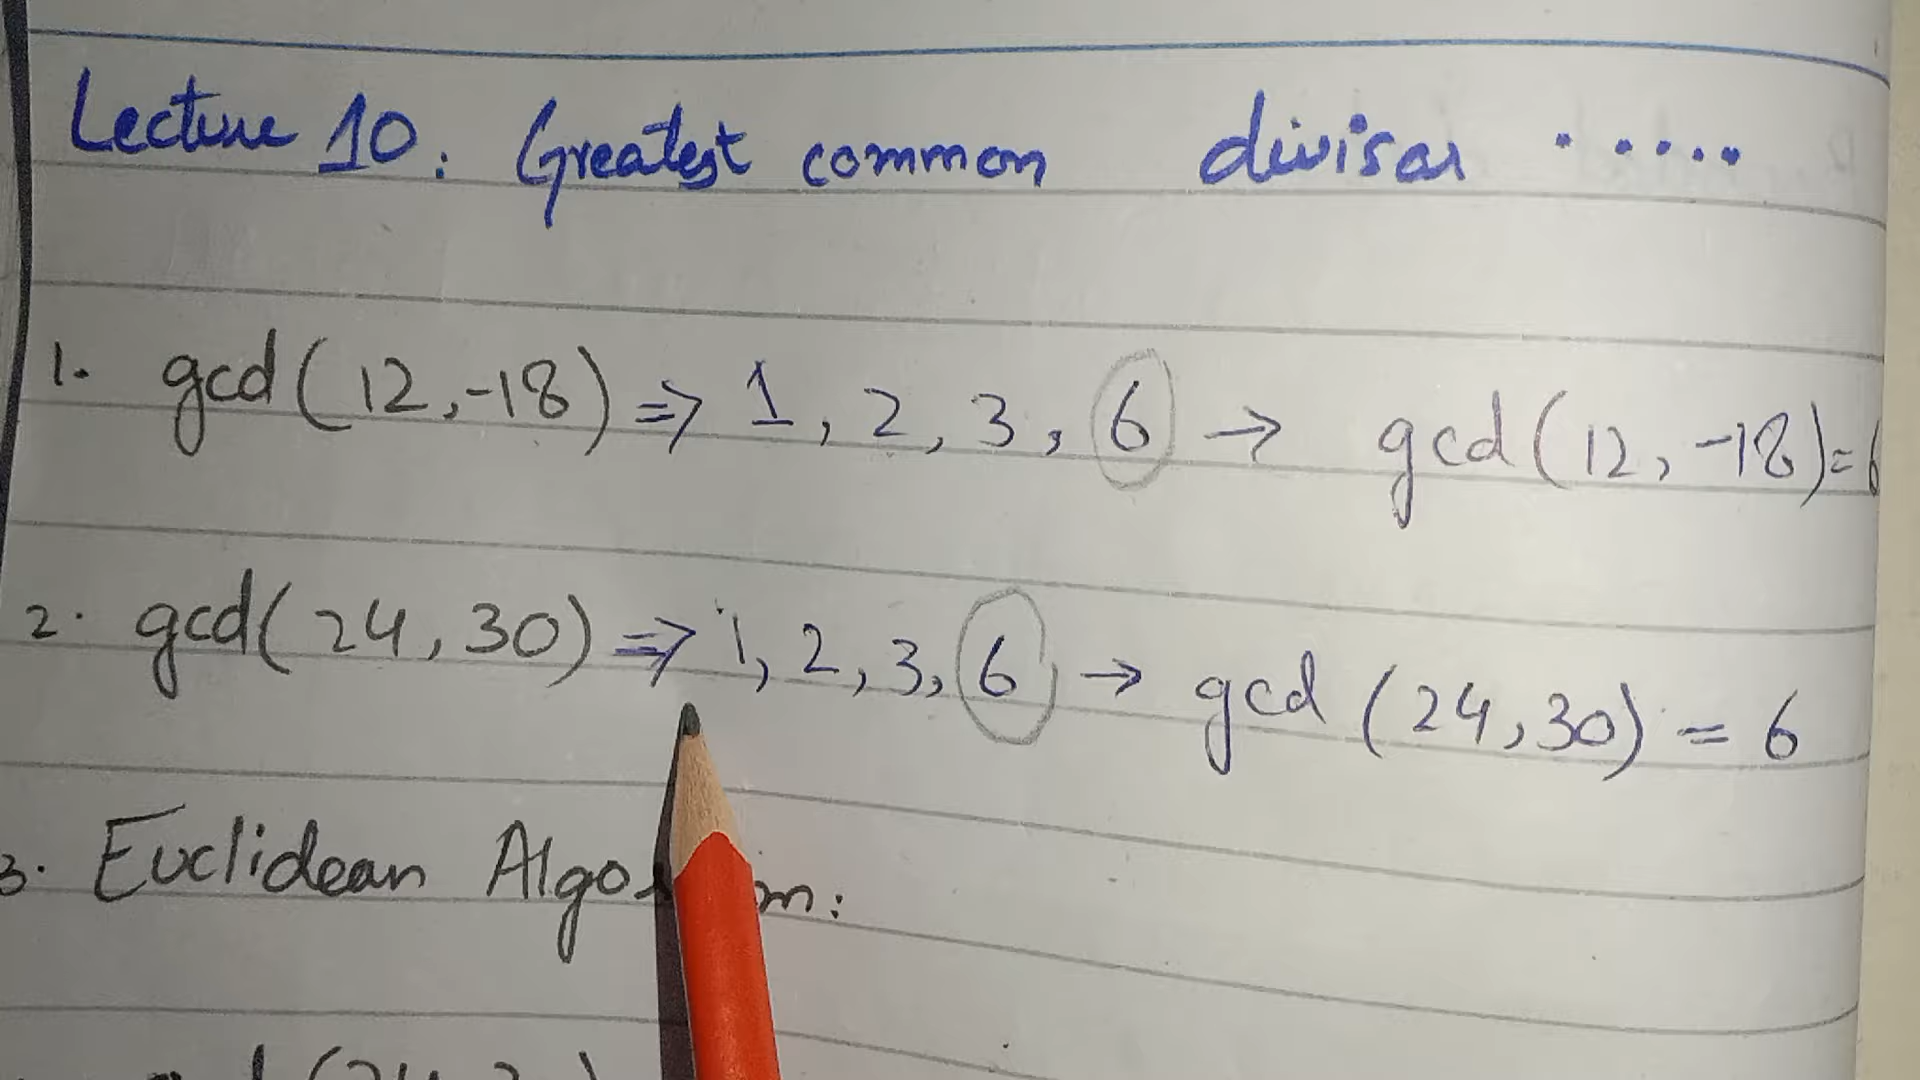 Lecture 10: Greatest common divisor .....
1. gcd(12,-18) ⇒ 1, 2, 3, 6 → gcd(12, -18)=6
2. gcd(24,30) ⇒ 1, 2, 3, 6 → gcd(24,30) = 6
3. Euclidean